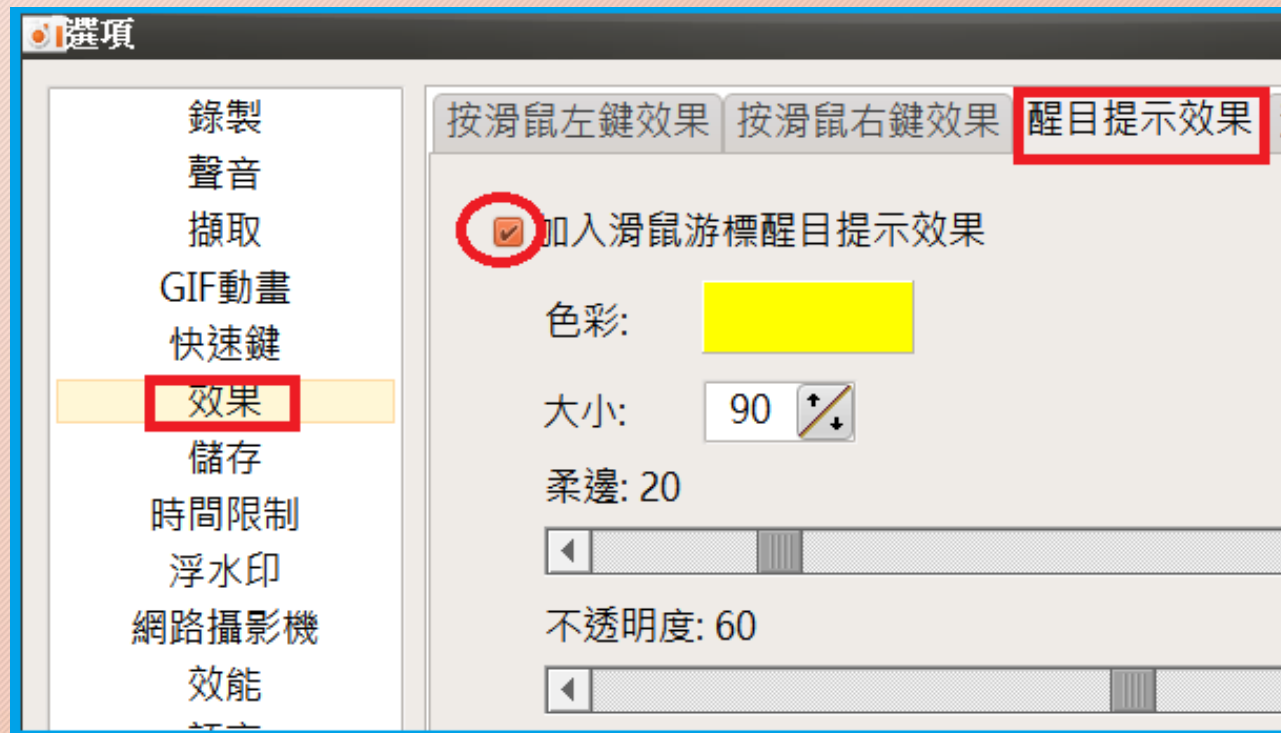 選項
錄製
聲音
擷取
GIF動畫
快速鍵
效果
儲存
時間限制
浮水印
網路攝影機
效能
按滑鼠左鍵效果 按滑鼠右鍵效果 醒目提示效果
加入滑鼠游標醒目提示效果
色彩:
大小: 90
柔邊: 20
不透明度: 60